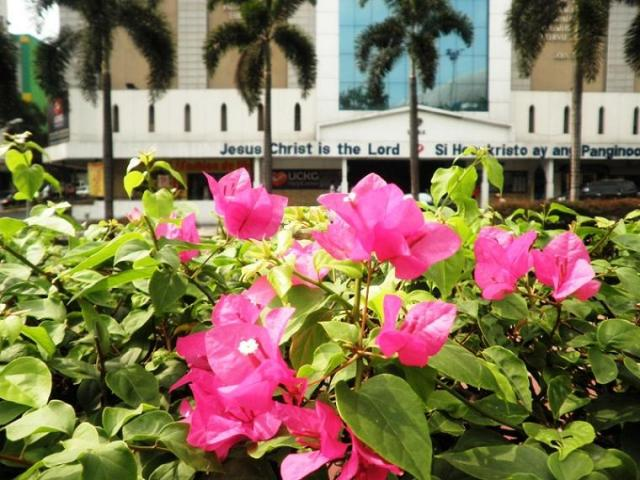 Jesus Christ is the Lord
Si Hesukristo ay ang Panginoo
UCKG